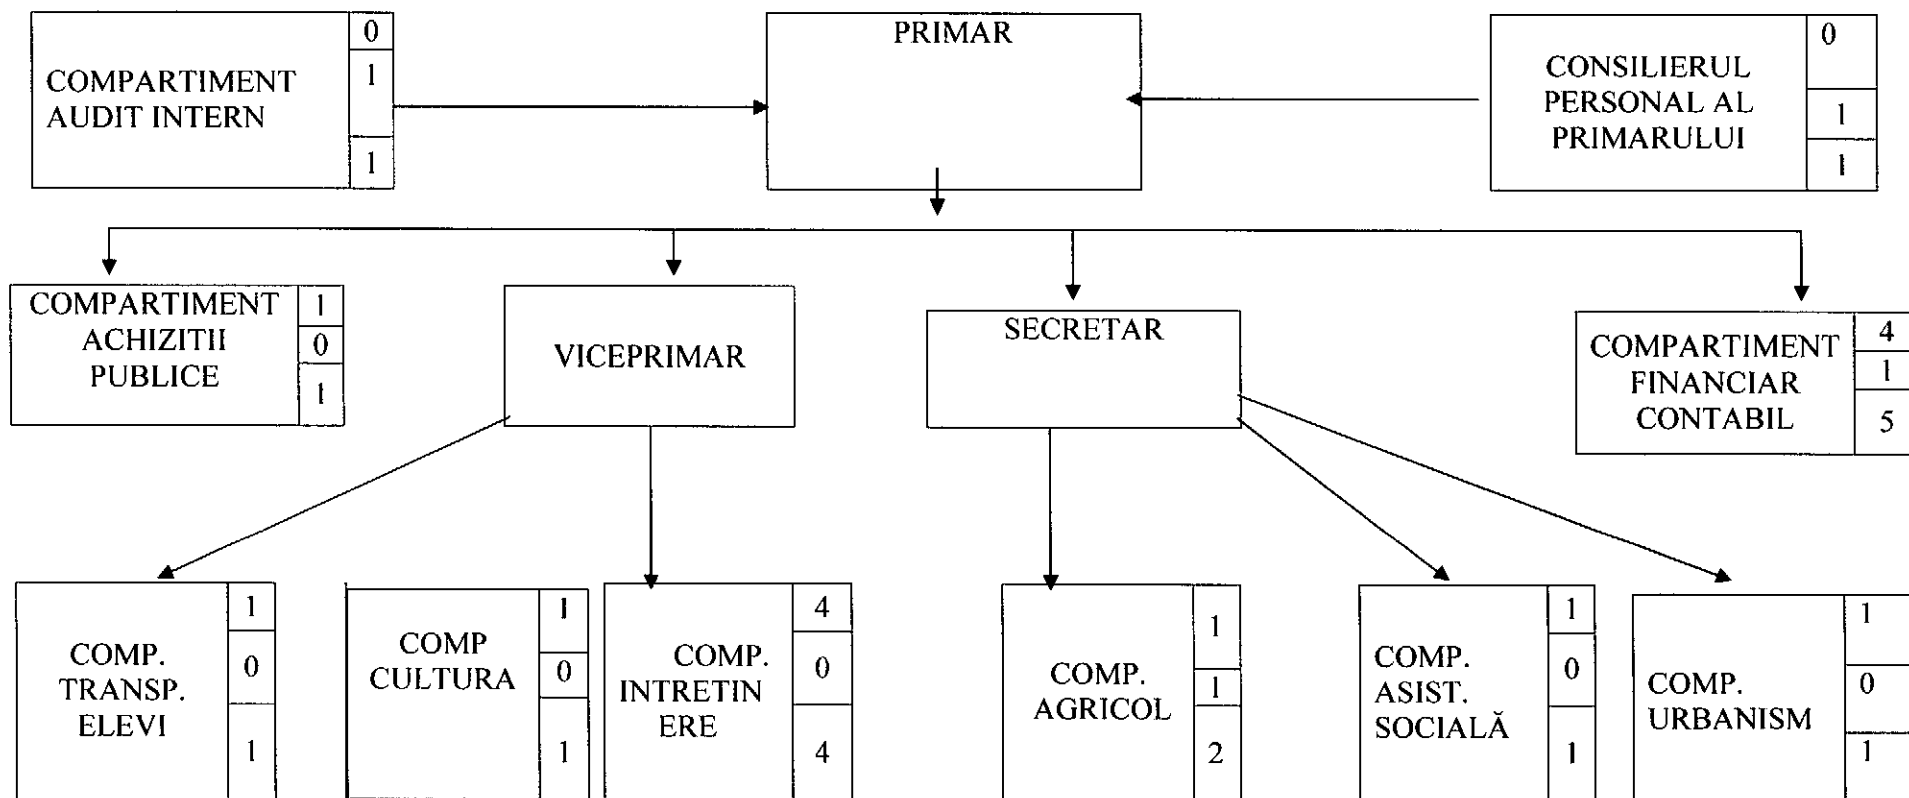 COMPARTIMENT
AUDIT INTERN
0
1
1
PRIMAR
CONSILIERUL
PERSONAL AL
PRIMARULUI
0
1
1
COMPARTIMENT
ACHIZITII
PUBLICE
1
0
1
VICEPRIMAR
SECRETAR
COMPARTIMENT
FINANCIAR
CONTABIL
4
1
5
COMP.
TRANSP.
ELEVI
1
0
1
COMP
CULTURA
1
0
1
COMP.
INTRETIN
ERE
4
0
4
COMP.
AGRICOL
1
1
2
COMP.
ASIST.
SOCIALĂ
1
0
1
COMP.
URBANISM
1
0
1